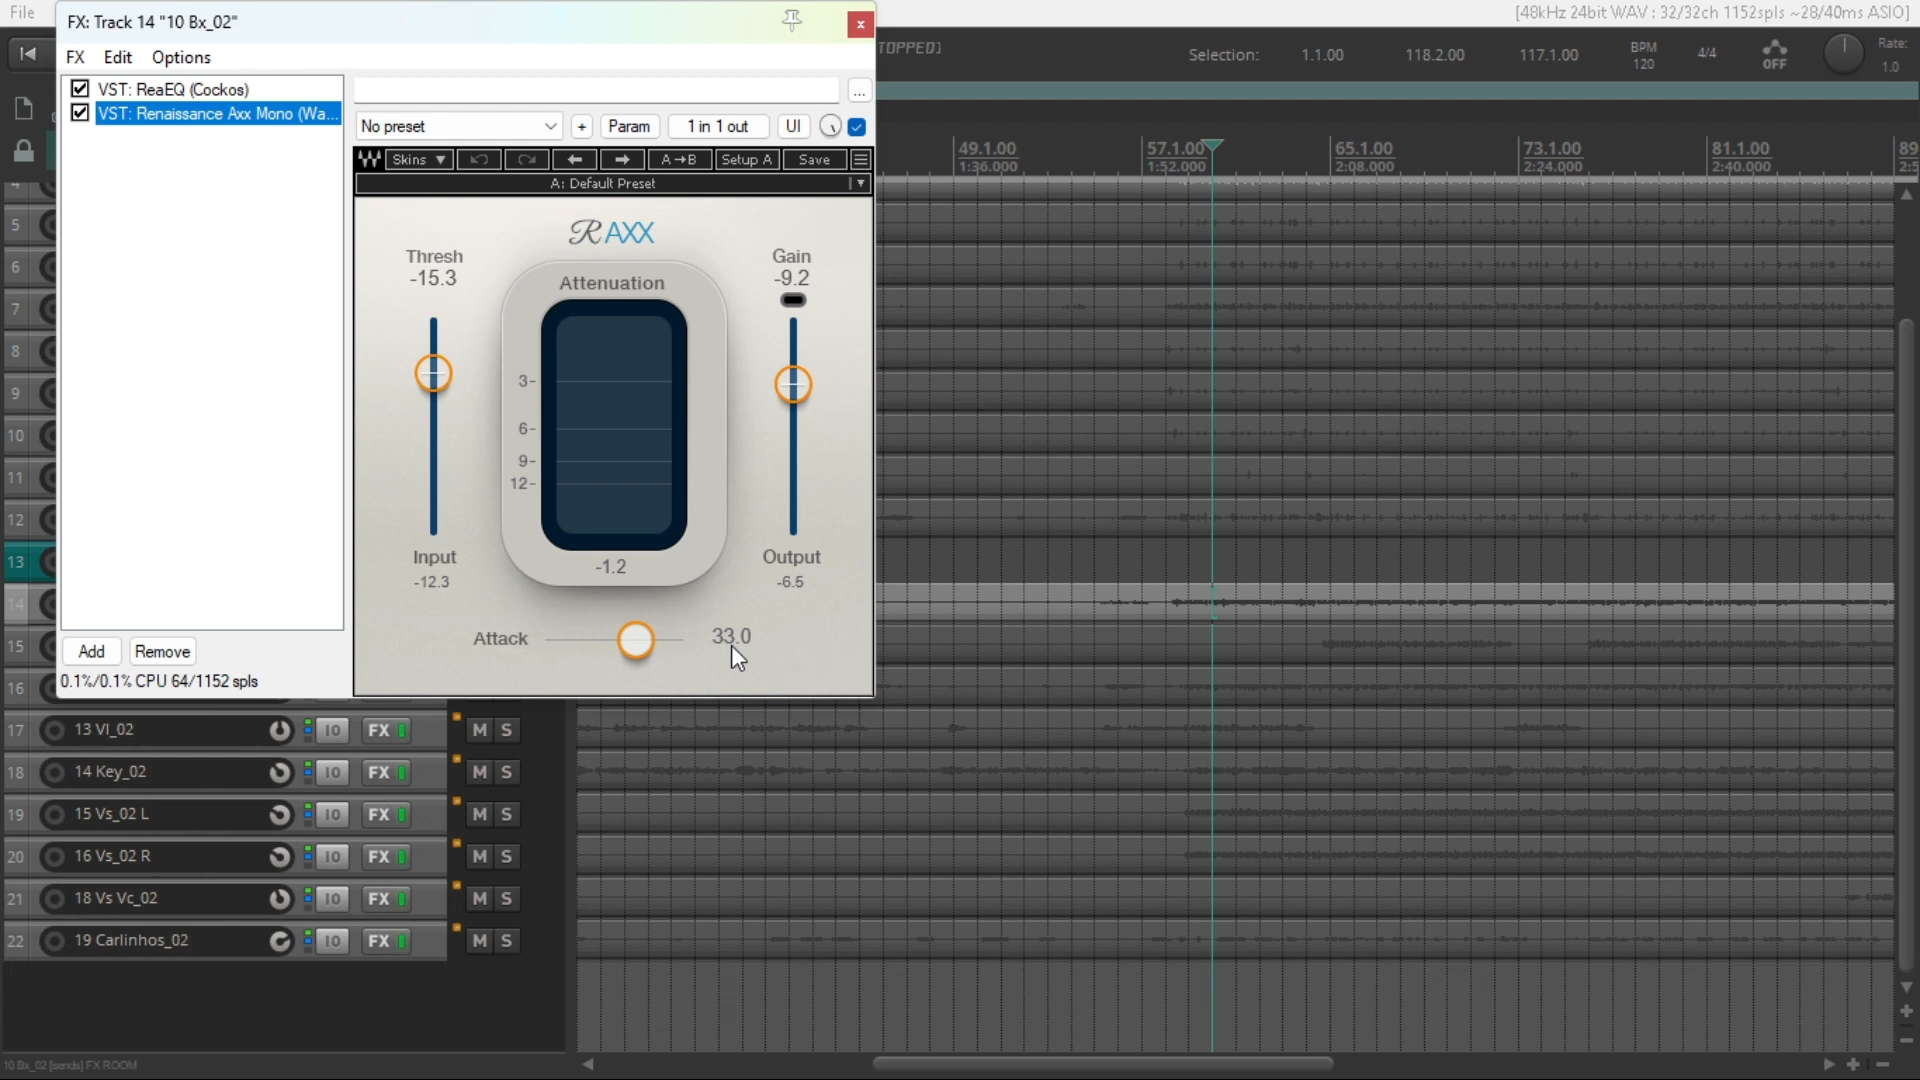 File
[48kHz 24bit WAV : 32/32ch 1152spls ~28/40ms ASIO]
FX: Track 14 "10 Bx_02"
x
FX Edit Options
TOPPED]
Selection: 1.1.00 118.2.00 117.1.00
BPM
120
4/4
OFF
Rate:
1.0
VST: ReaEQ (Cockos)
VST: Renaissance Axx Mono (Wa...
...
No preset
+
Param
1 in 1 out
UI
Skins
A→B
Setup A
Save
A: Default Preset
R AXX
Thresh
-15.3
Attenuation
Gain
-9.2
3-
6-
9-
12-
Input
-12.3
-1.2
Output
-6.5
Attack 33.0
Add
Remove
0.1%/0.1% CPU 64/1152 spls
49.1.00
1:36.000
57.1.00
1:52.000
65.1.00
2:08.000
73.1.00
2:24.000
81.1.00
2:40.000
89
2:5
4
5
6
7
8
9
10
11
12
13
14
15
16
17 13 Vl_02 IO FX M S
18 14 Key_02 IO FX M S
19 15 Vs_02 L IO FX M S
20 16 Vs_02 R IO FX M S
21 18 Vs Vc_02 IO FX M S
22 19 Carlinhos_02 IO FX M S
10 Bx_02 [sends] FX ROOM